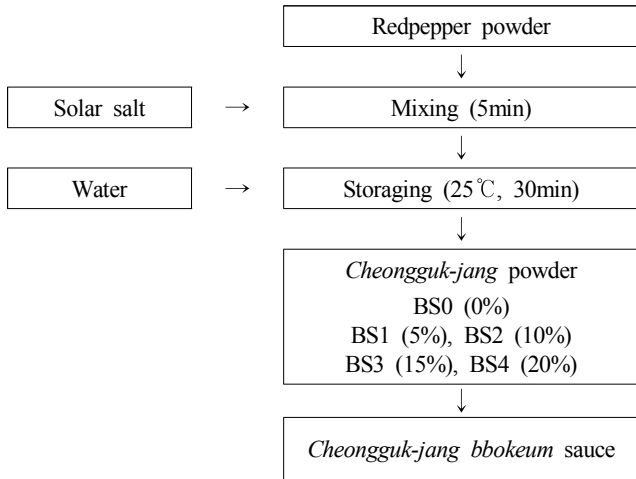 Redpepper powder
↓
Solar salt → Mixing (5min)
↓
Water → Storaging (25℃, 30min)
↓
Cheongguk-jang powder
BS0 (0%)
BS1 (5%), BS2 (10%)
BS3 (15%), BS4 (20%)
↓
Cheongguk-jang bbokeum sauce